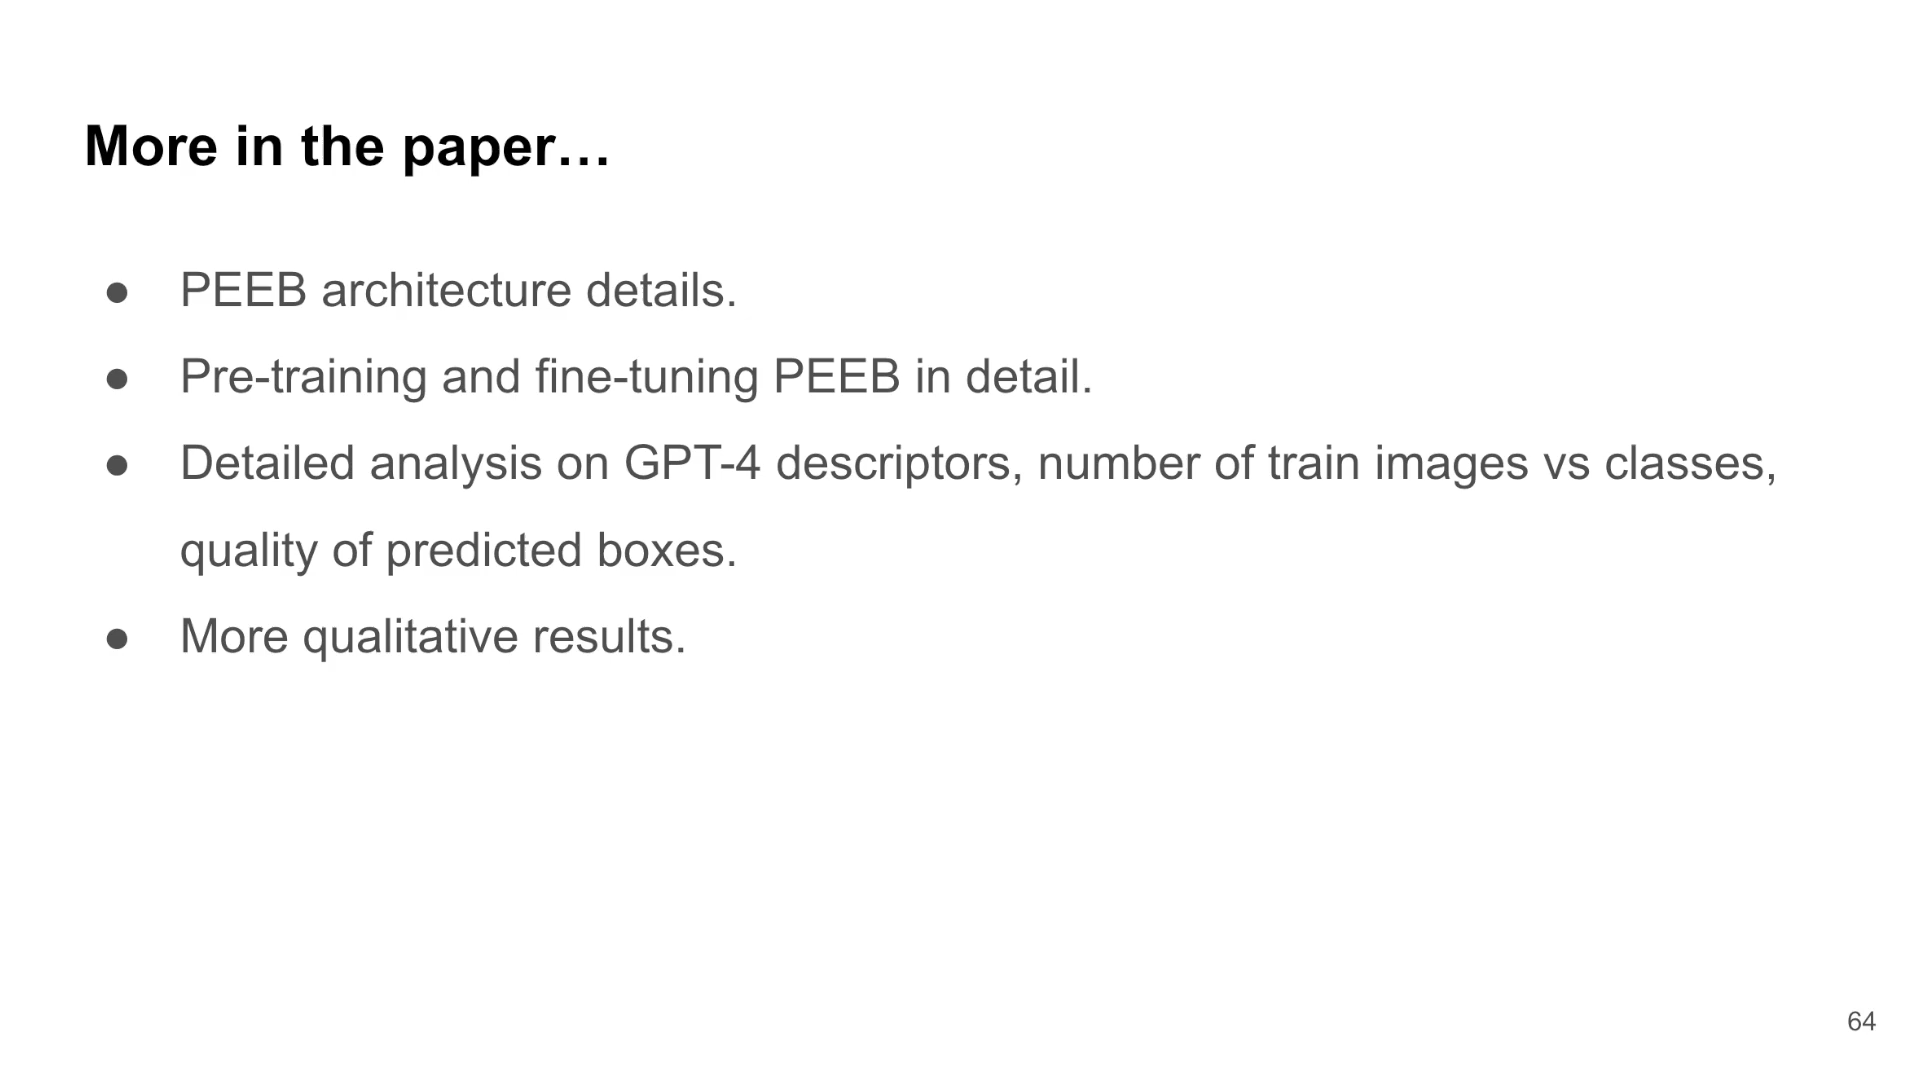 More in the paper…
● PEEB architecture details.
● Pre-training and fine-tuning PEEB in detail.
● Detailed analysis on GPT-4 descriptors, number of train images vs classes,
quality of predicted boxes.
● More qualitative results.
64